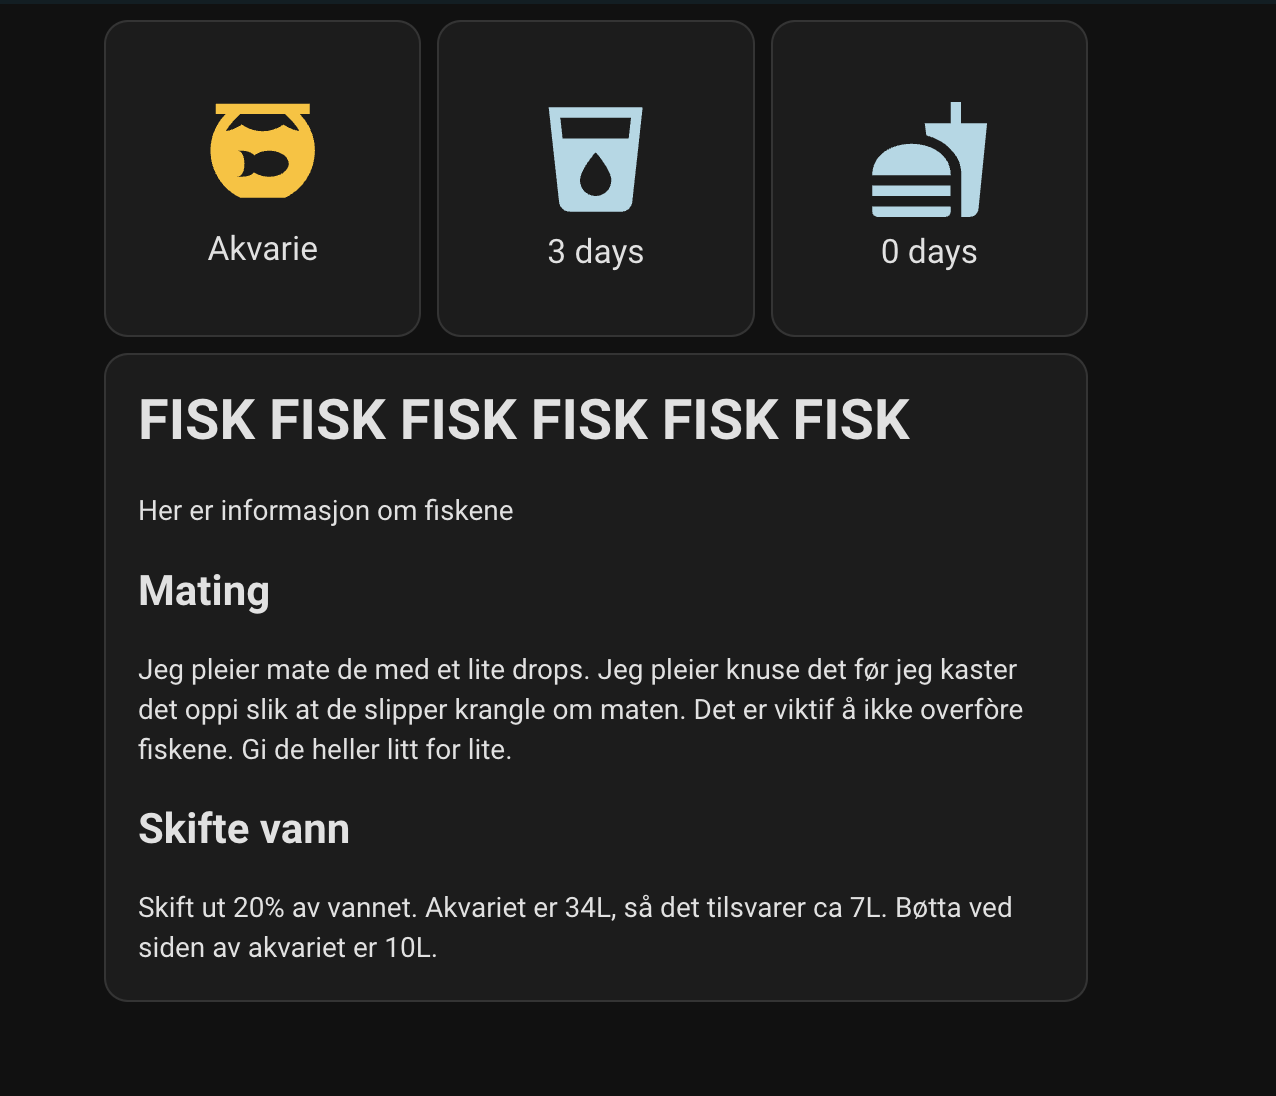 Akvarie
3 days
0 days
FISK FISK FISK FISK FISK FISK
Her er informasjon om fiskene
Mating
Jeg pleier mate de med et lite drops. Jeg pleier knuse det før jeg kaster
det oppi slik at de slipper krangle om maten. Det er viktif å ikke overfòre
fiskene. Gi de heller litt for lite.
Skifte vann
Skift ut 20% av vannet. Akvariet er 34L, så det tilsvarer ca 7L. Bøtta ved
siden av akvariet er 10L.